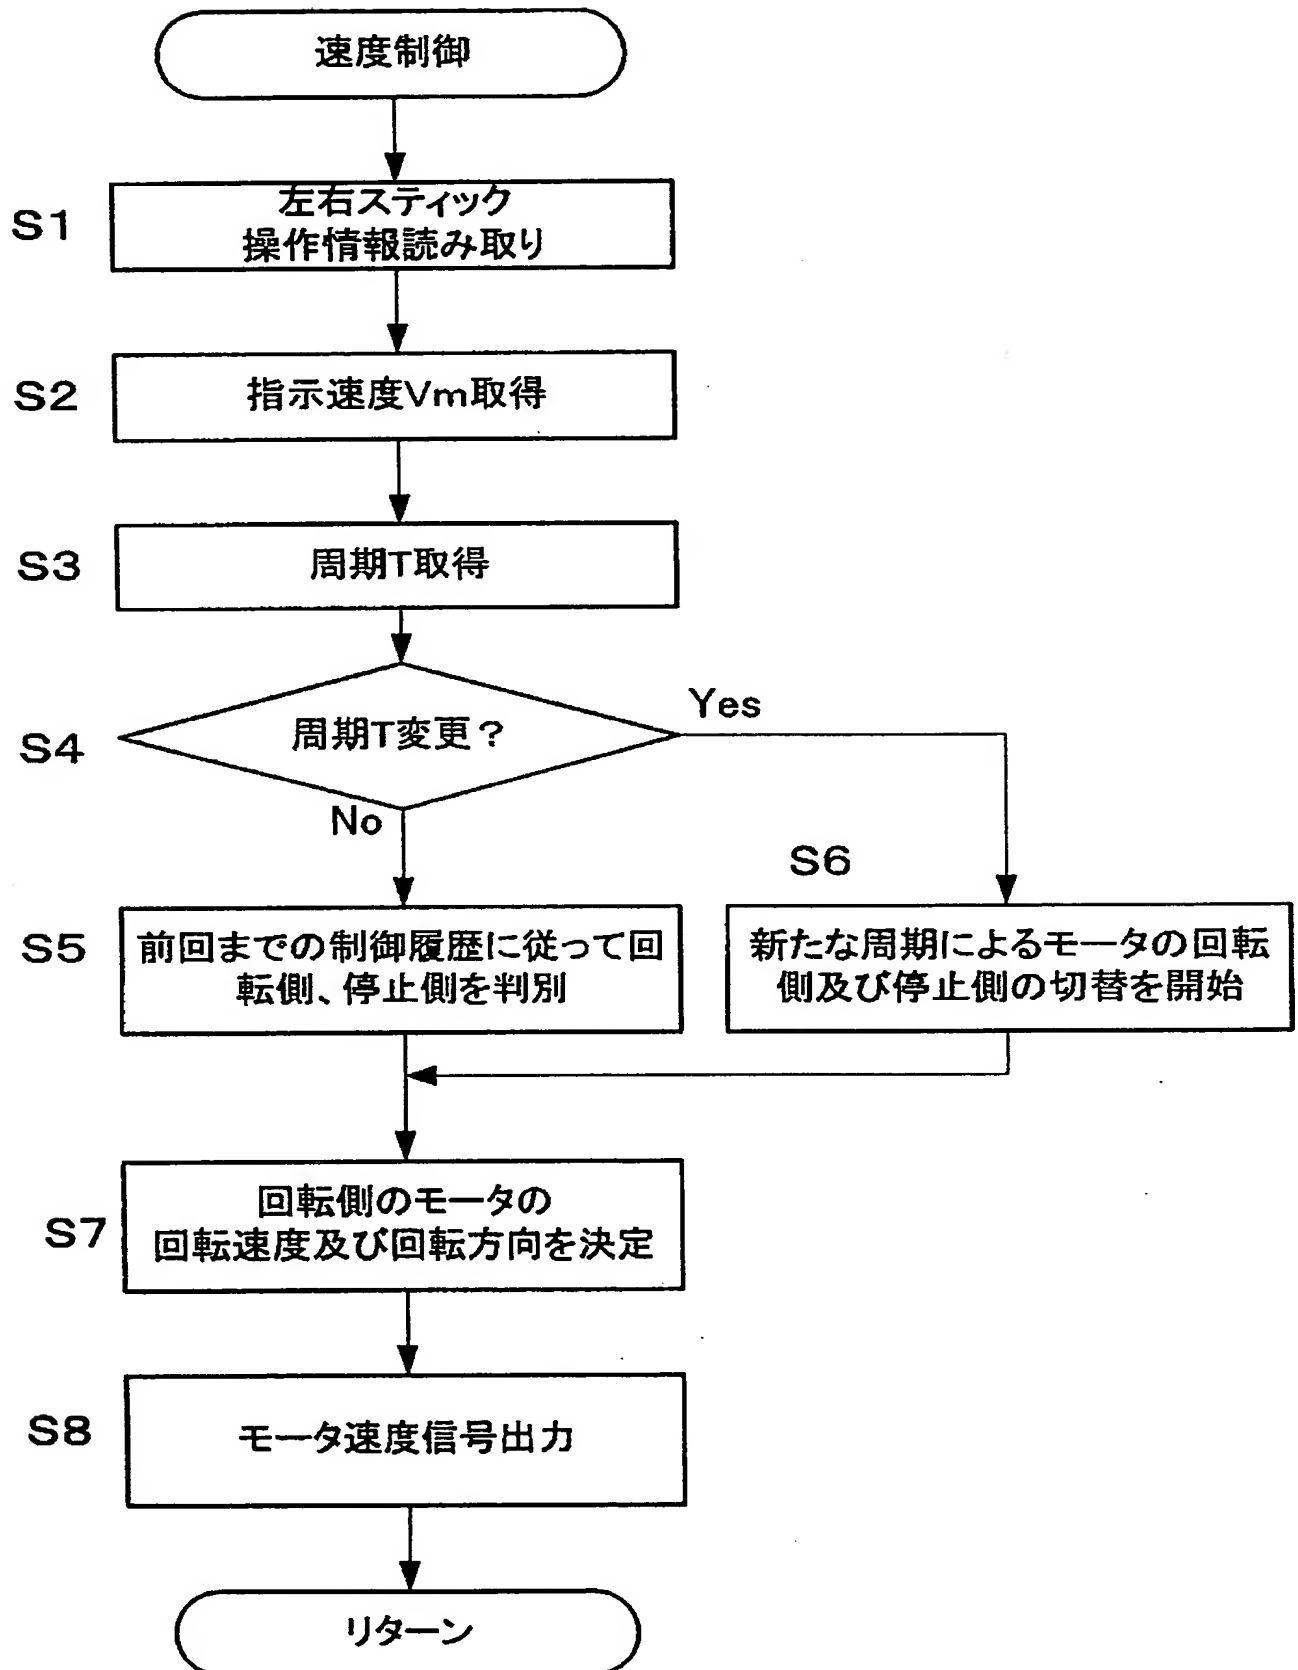 速度制御
S1
左右スティック
操作情報読み取り
S2
指示速度Vm取得
S3
周期T取得
S4
周期T変更?
Yes
No
S6
S5
前回までの制御履歴に従って回
転側、停止側を判別
新たな周期によるモータの回転
側及び停止側の切替を開始
S7
回転側のモータの
回転速度及び回転方向を決定
S8
モータ速度信号出力
リターン